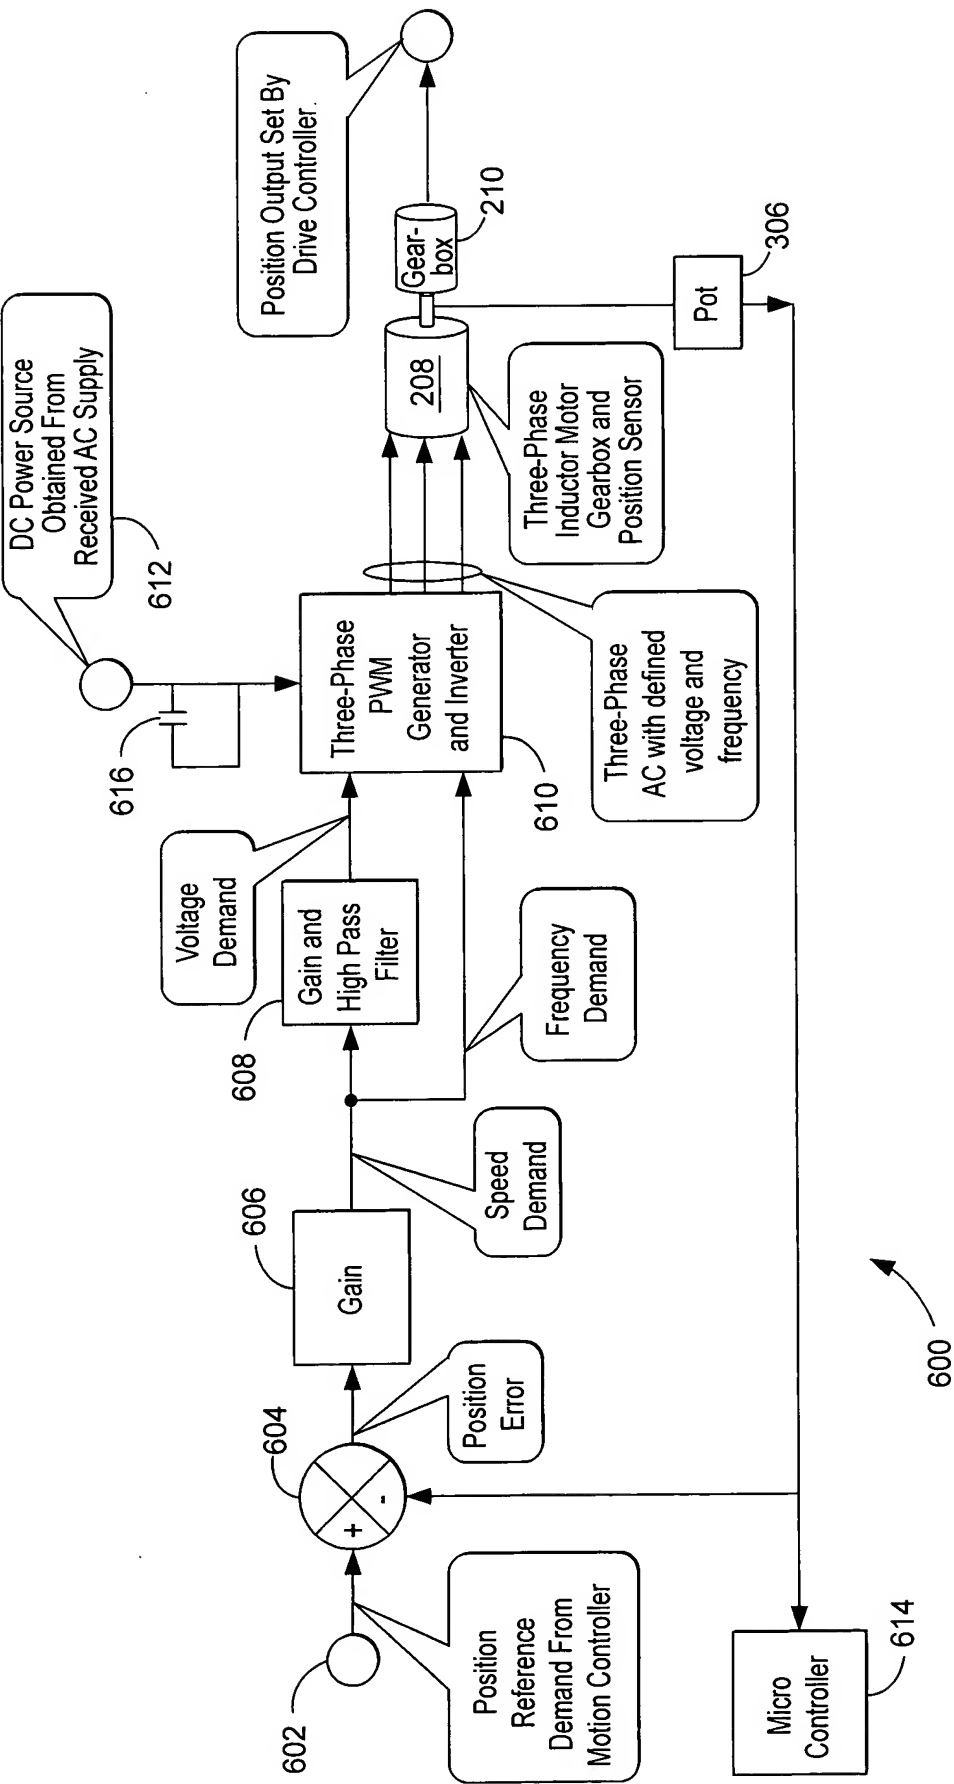 602
Position
Reference
Demand From
Motion Controller
604
+
-
Position
Error
606
Gain
Speed
Demand
608
Gain and
High Pass
Filter
Voltage
Demand
Frequency
Demand
616
DC Power Source
Obtained From
Received AC Supply
612
Three-Phase
PWM
Generator
and Inverter
610
Three-Phase
AC with defined
voltage and
frequency
208
Three-Phase
Inductor Motor
Gearbox and
Position Sensor
Gear-
box
210
Position Output Set By
Drive Controller.
Pot
306
Micro
Controller
614
600